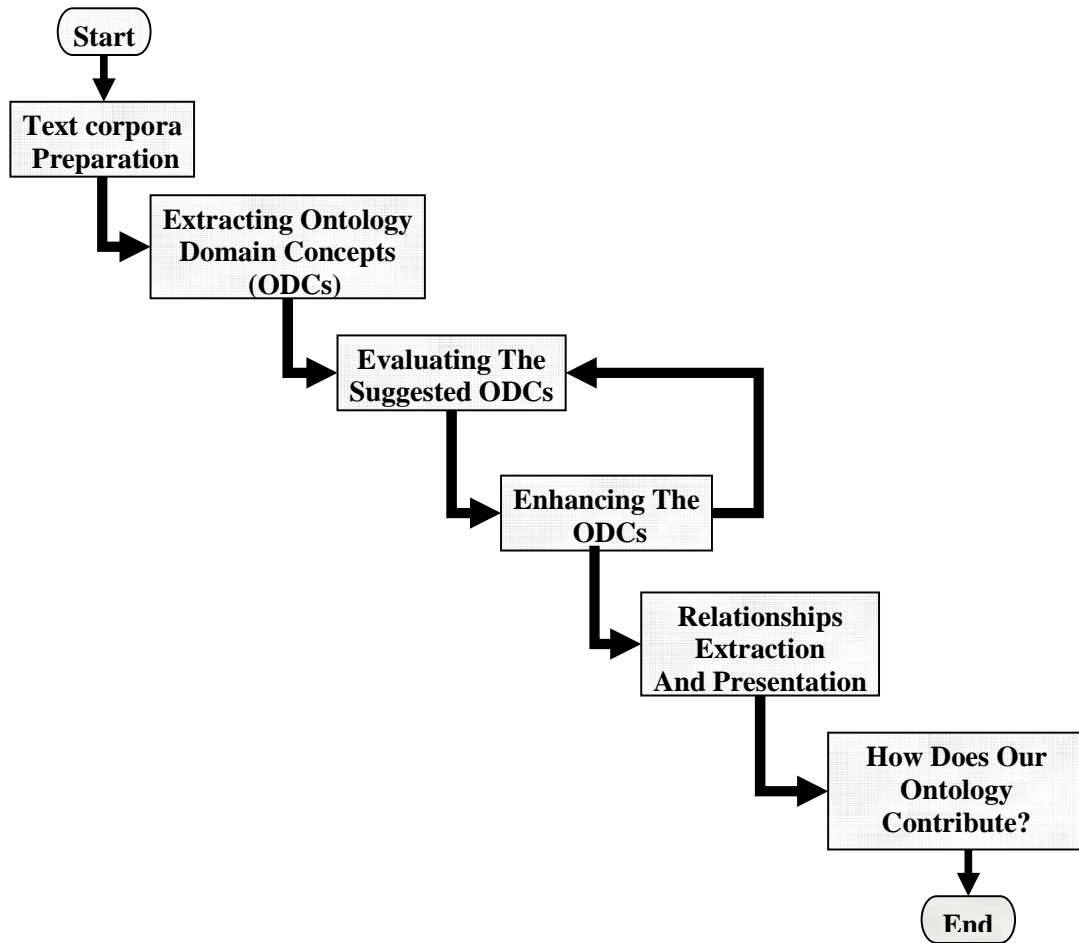 Start
Text corpora
Preparation
Extracting Ontology
Domain Concepts
(ODCs)
Evaluating The
Suggested ODCs
Enhancing The
ODCs
Relationships
Extraction
And Presentation
How Does Our
Ontology
Contribute?
End